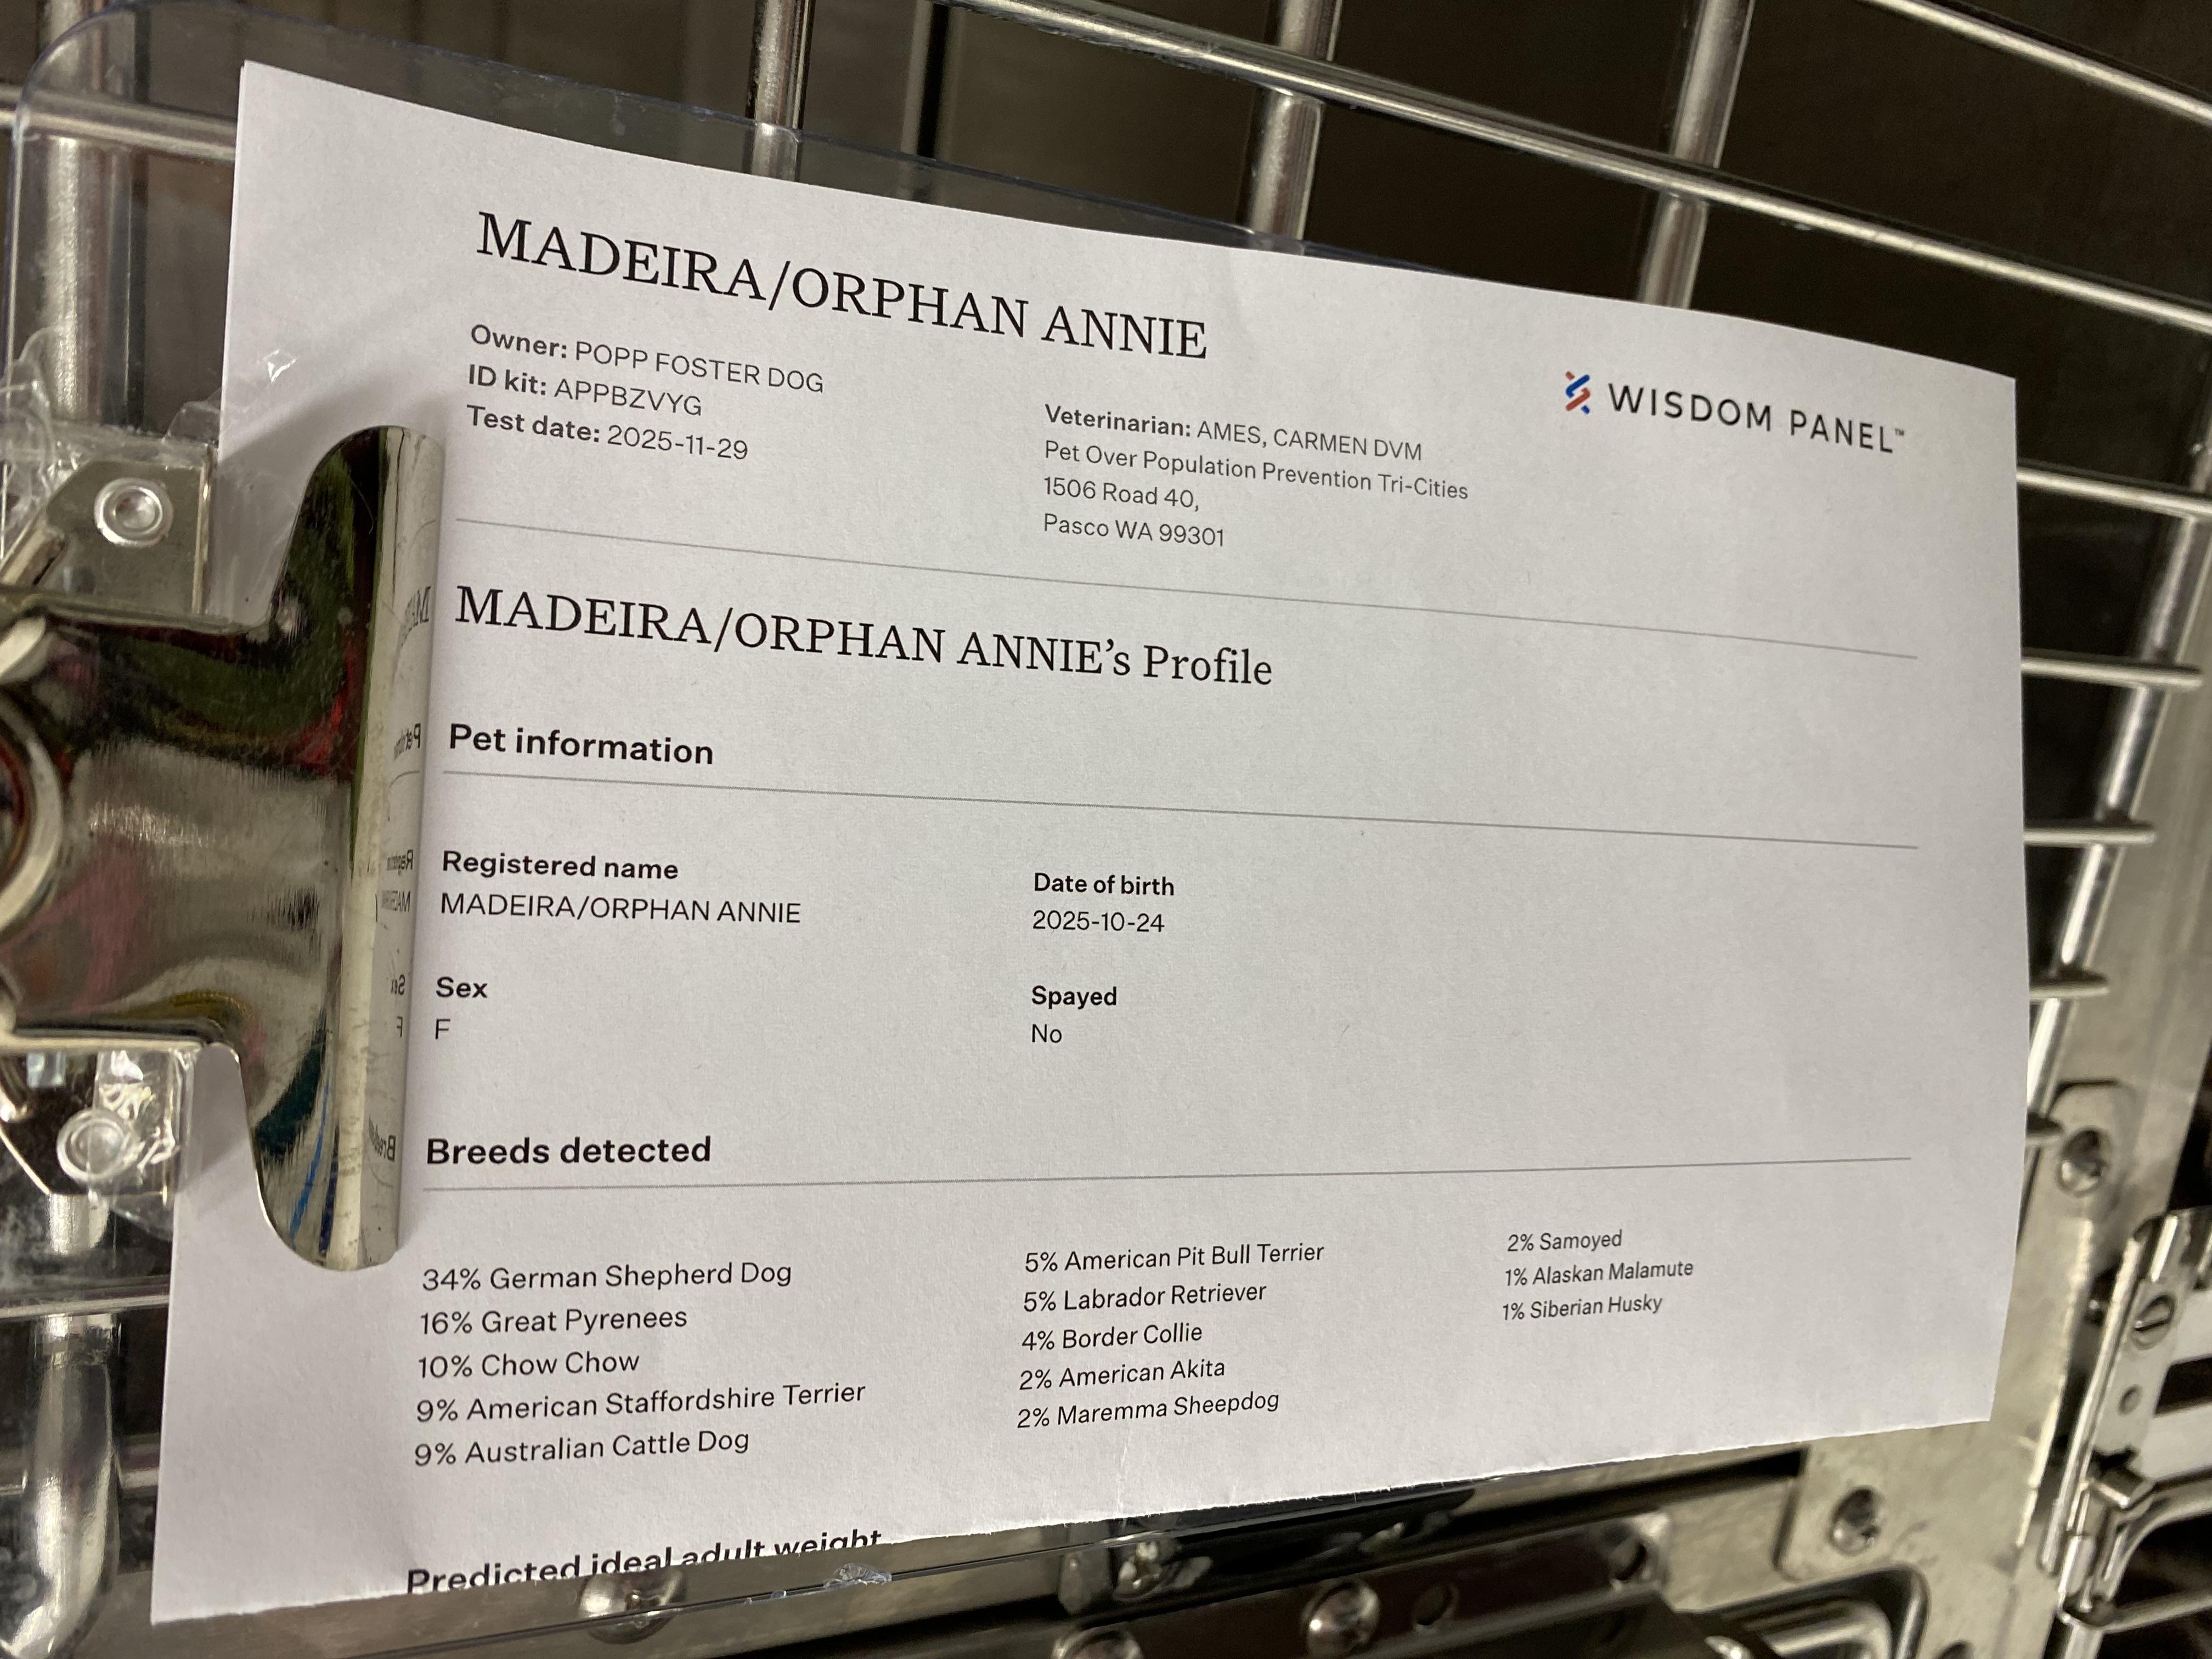 MADEIRA/ORPHAN ANNIE
Owner: POPP FOSTER DOG
ID kit: APPBZVYG
Test date: 2025-11-29
Veterinarian: AMES, CARMEN DVM
Pet Over Population Prevention Tri-Cities
1506 Road 40,
Pasco WA 99301
WISDOM PANEL™
MADEIRA/ORPHAN ANNIE's Profile
Pet information
Registered name
MADEIRA/ORPHAN ANNIE
Date of birth
2025-10-24
Sex
F
Spayed
No
Breeds detected
34% German Shepherd Dog
16% Great Pyrenees
10% Chow Chow
9% American Staffordshire Terrier
9% Australian Cattle Dog
5% American Pit Bull Terrier
5% Labrador Retriever
4% Border Collie
2% American Akita
2% Maremma Sheepdog
2% Samoyed
1% Alaskan Malamute
1% Siberian Husky
Predicted ideal adult weight